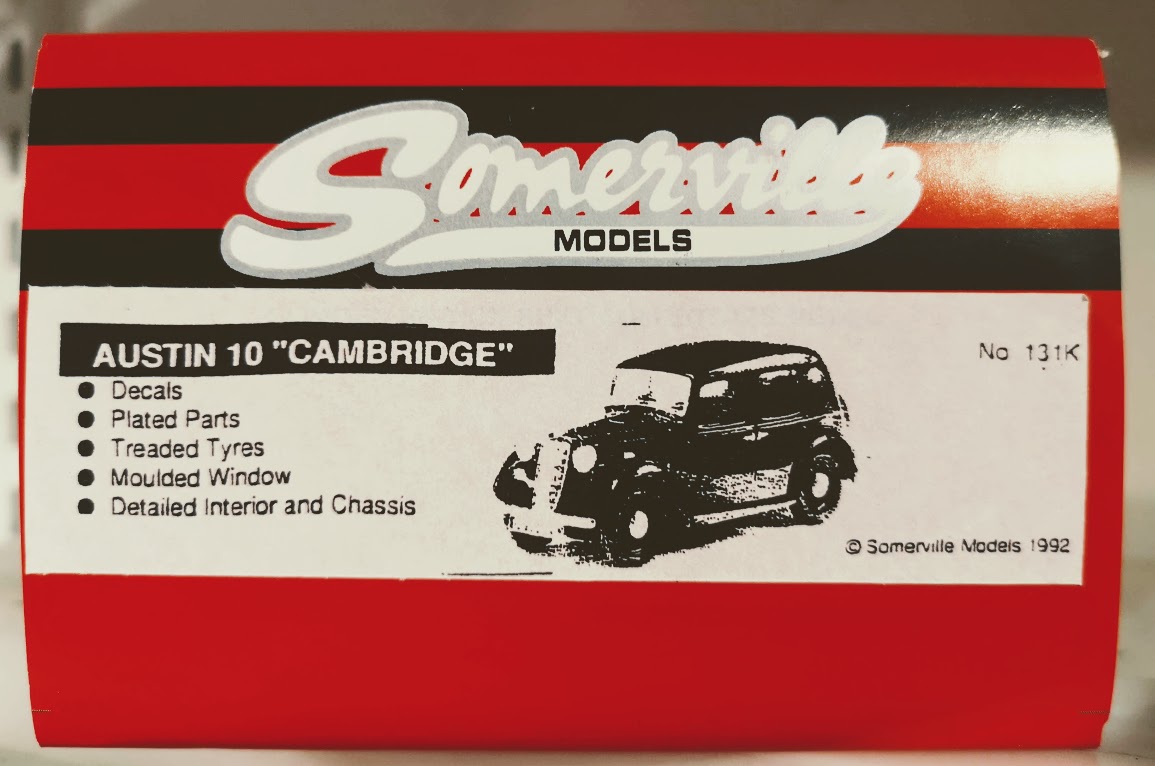 Somerville
MODELS
AUSTIN 10 "CAMBRIDGE"
No 131K
● Decals
● Plated Parts
● Treaded Tyres
● Moulded Window
● Detailed Interior and Chassis
© Somerville Models 1992